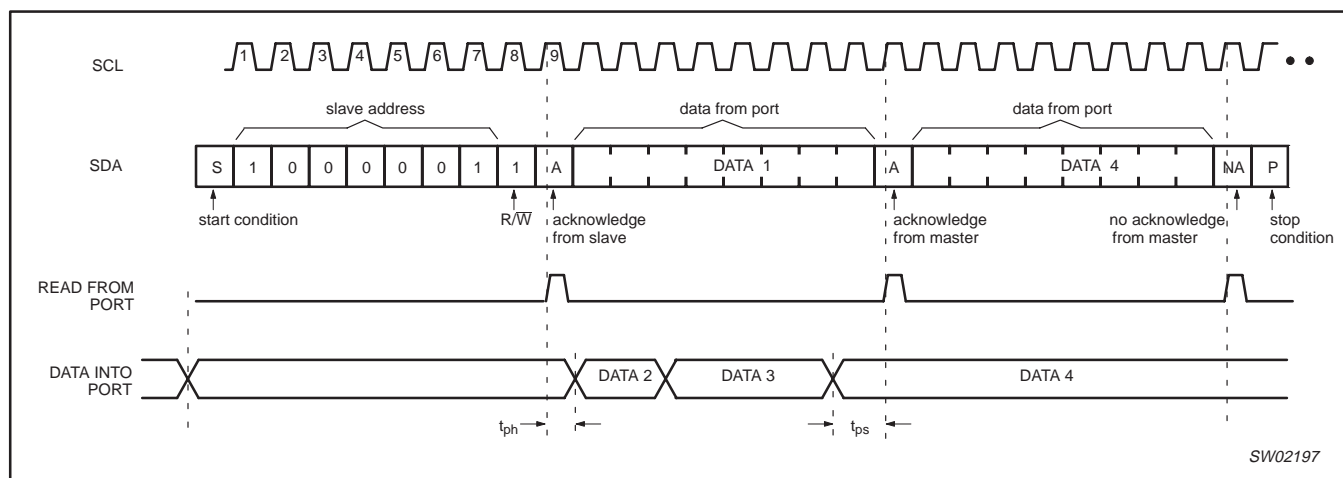 SCL
1 2 3 4 5 6 7 8 9
slave address
data from port
data from port
SDA
S 1 0 0 0 0 0 1 1 A DATA 1 A DATA 4 NA P
start condition
R/W̅
acknowledge
from slave
acknowledge
from master
no acknowledge
from master
stop
condition
READ FROM
PORT
DATA INTO
PORT
DATA 2
DATA 3
DATA 4
tph
tps
SW02197